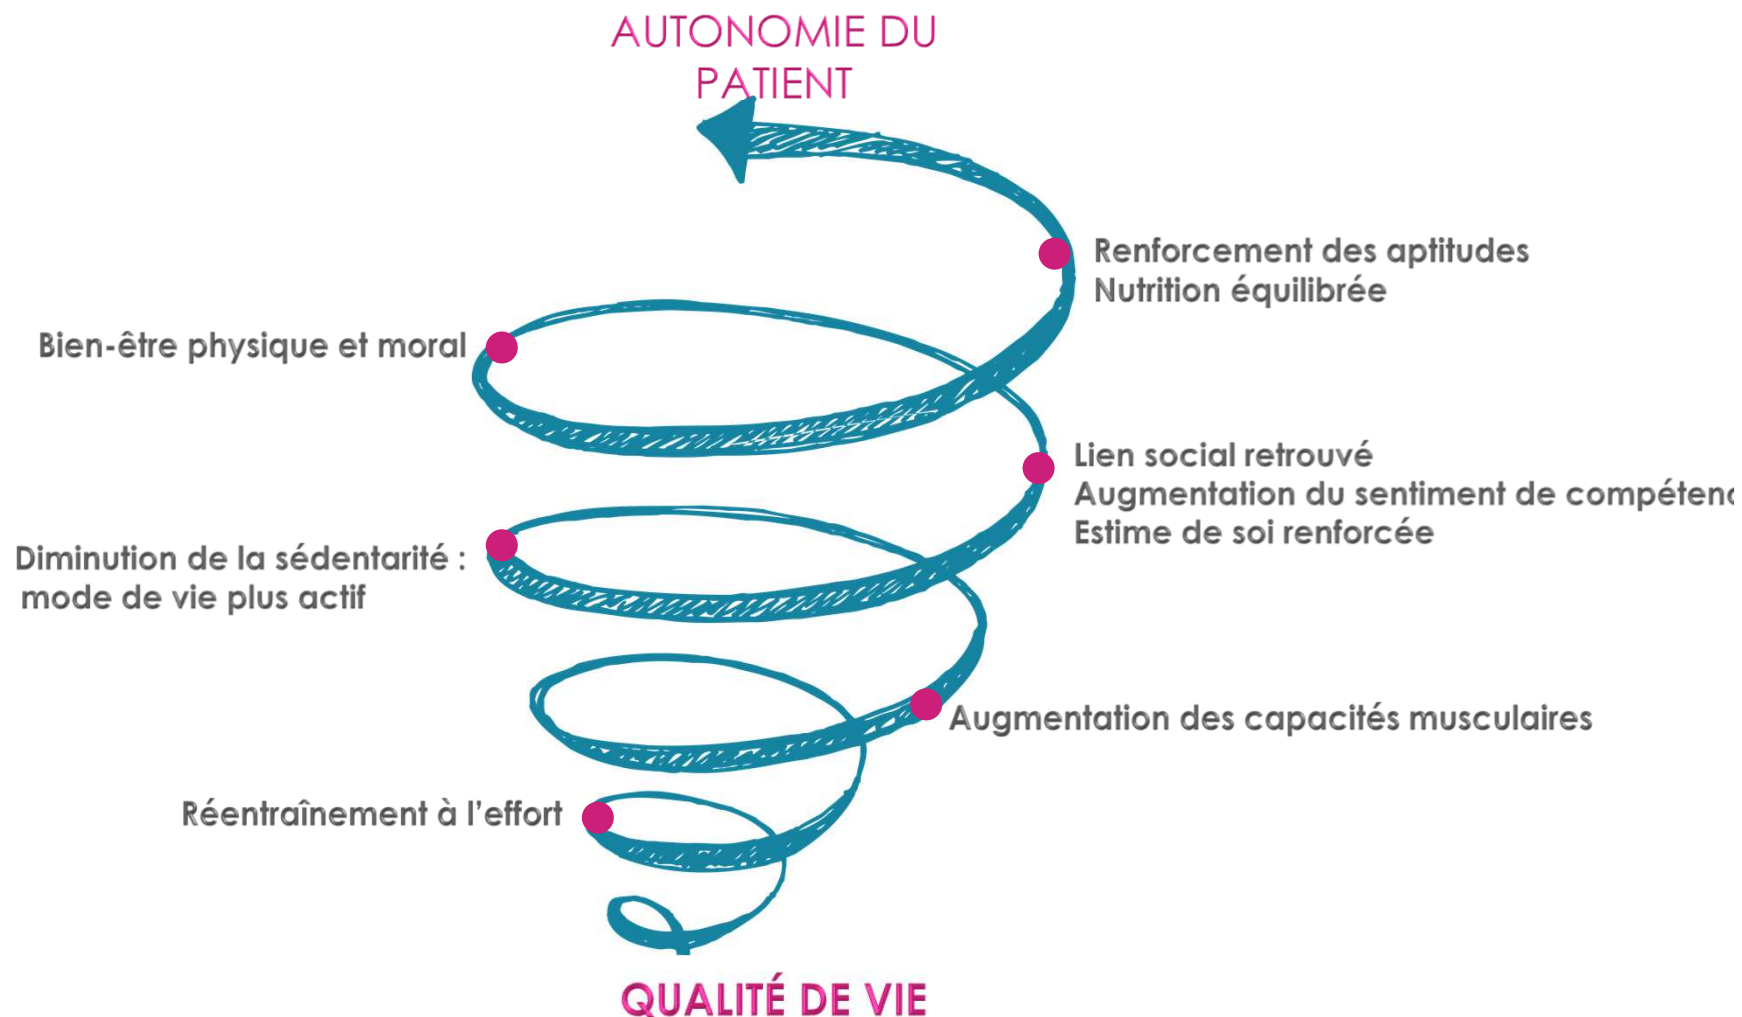 AUTONOMIE DU
PATIENT
Renforcement des aptitudes
Nutrition équilibrée
Bien-être physique et moral
Lien social retrouvé
Augmentation du sentiment de
Estime de soi renforcée
Diminution de la sédentarité :
mode de vie plus actif
Augmentation des capacités musculaires
Réentraînement à l'effort
QUALITÉ DE VIE